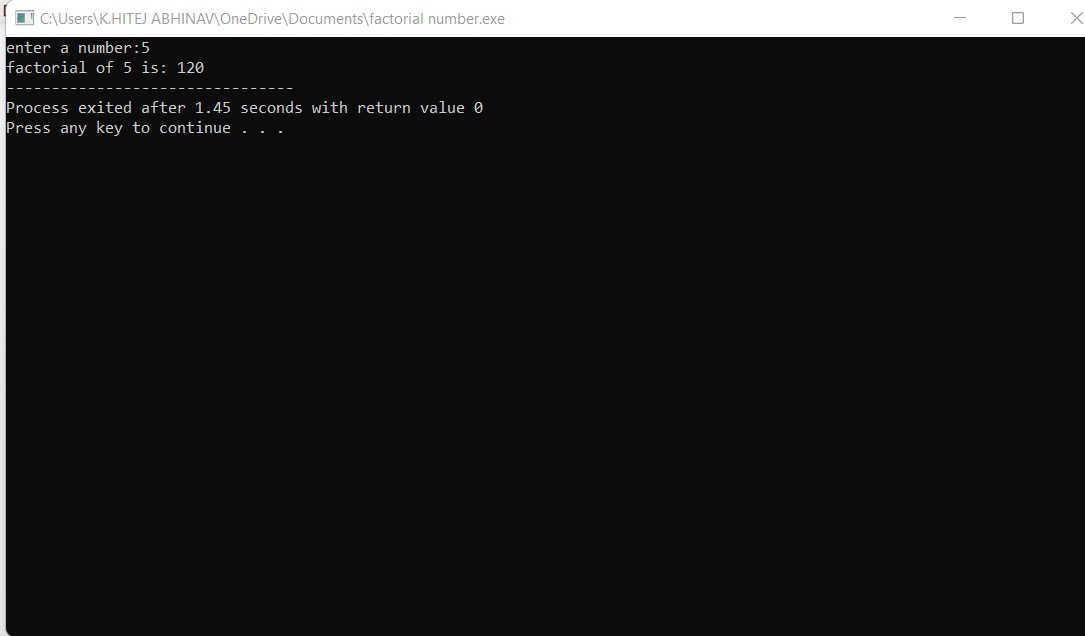 C:\Users\K.HITEJ ABHINAV\OneDrive\Documents\factorial number.exe
enter a number:5
factorial of 5 is: 120
--------------------------------
Process exited after 1.45 seconds with return value 0
Press any key to continue . . .